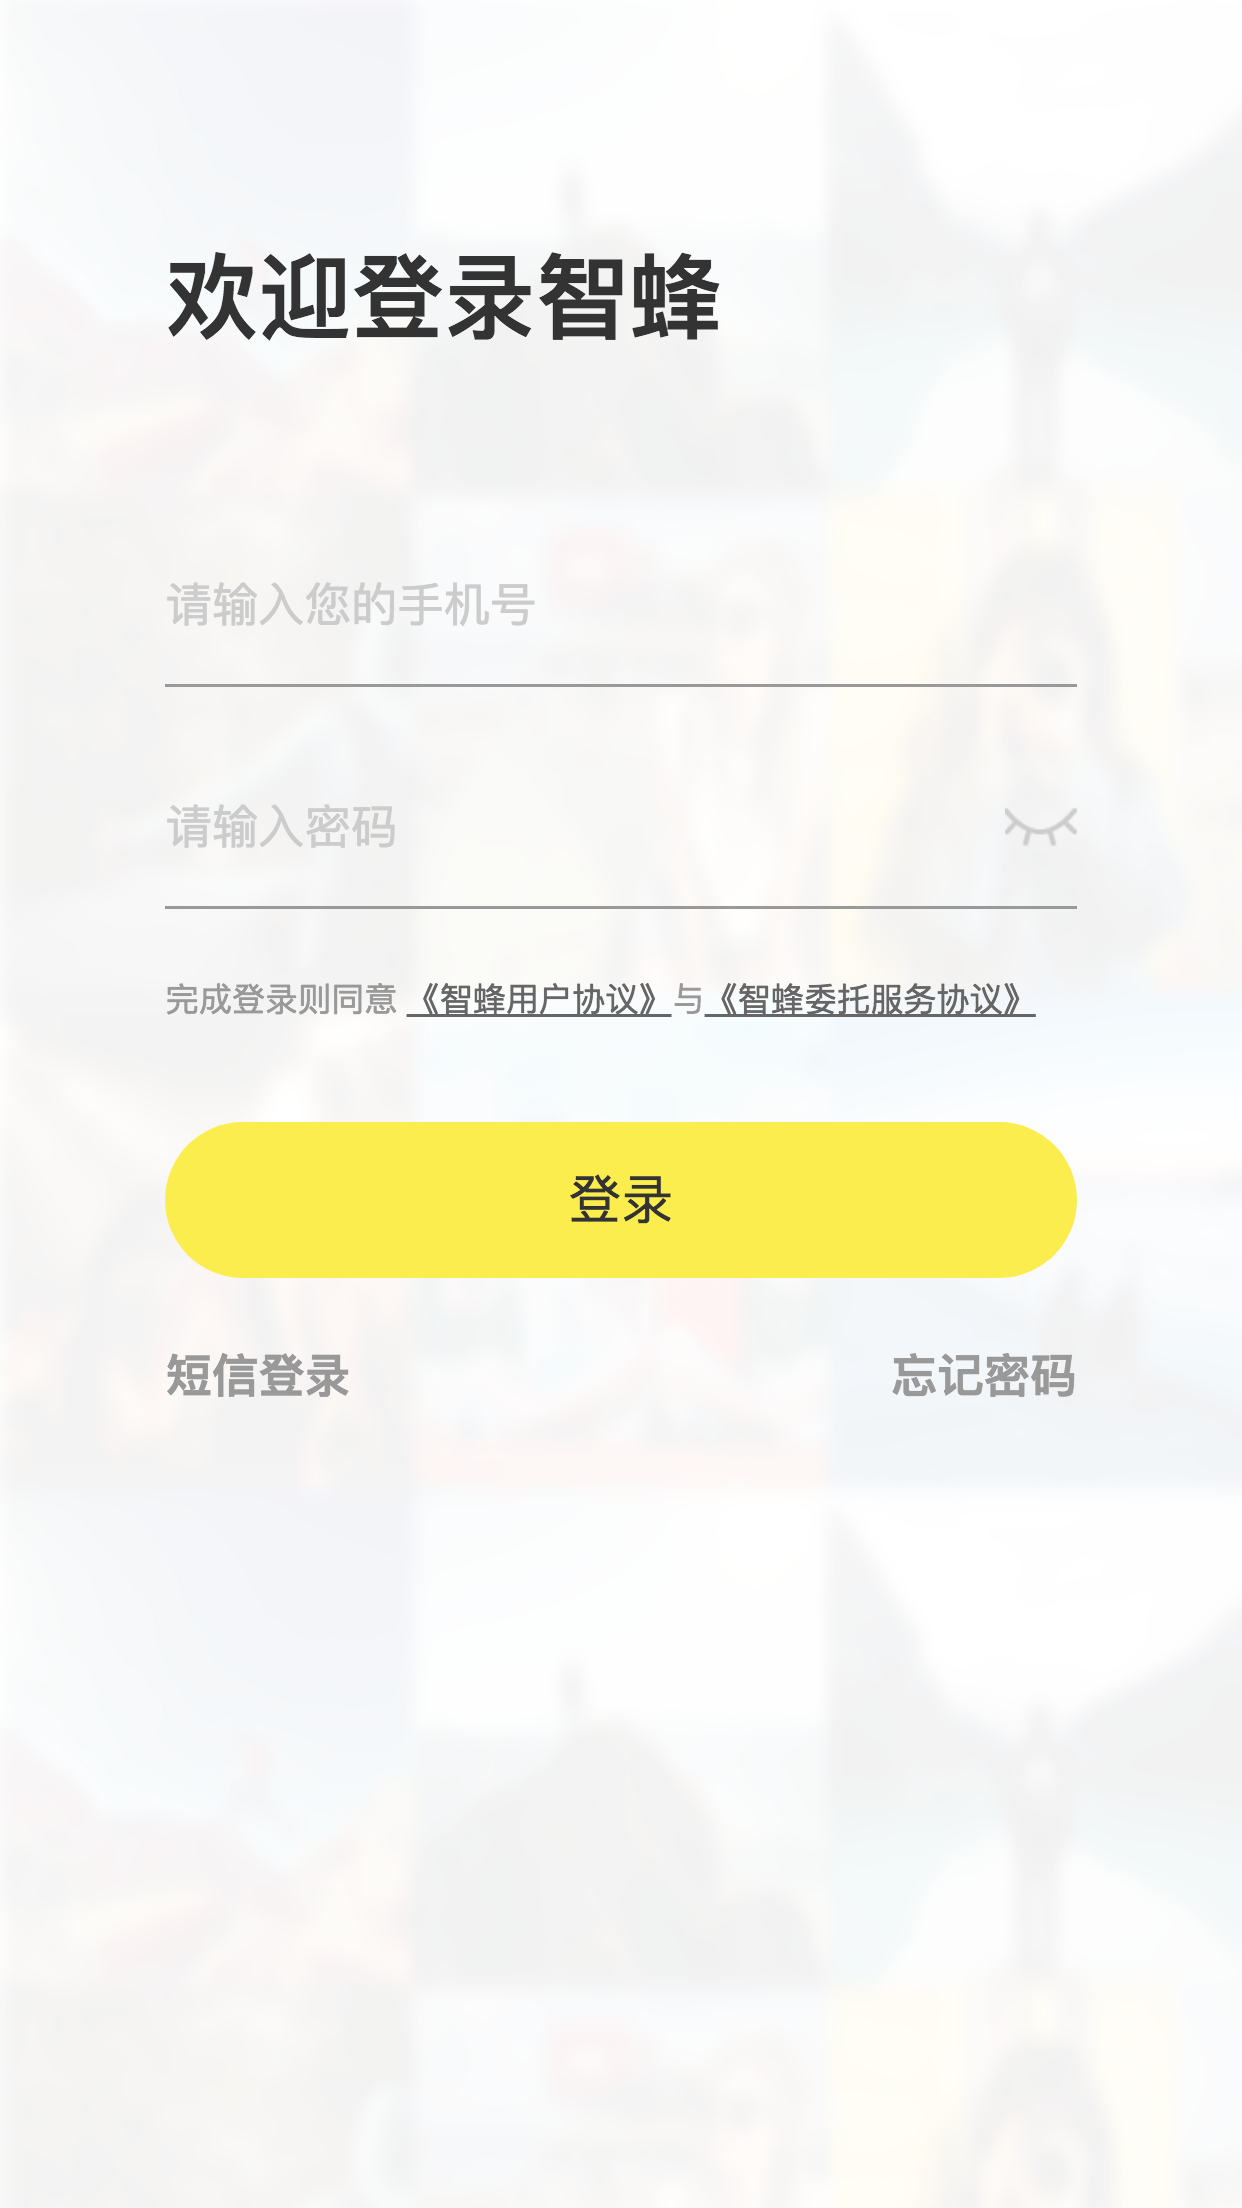 欢迎登录智蜂
请输入您的手机号
请输入密码
完成登录则同意 《智蜂用户协议》与《智蜂委托服务协议》
登录
短信登录 忘记密码